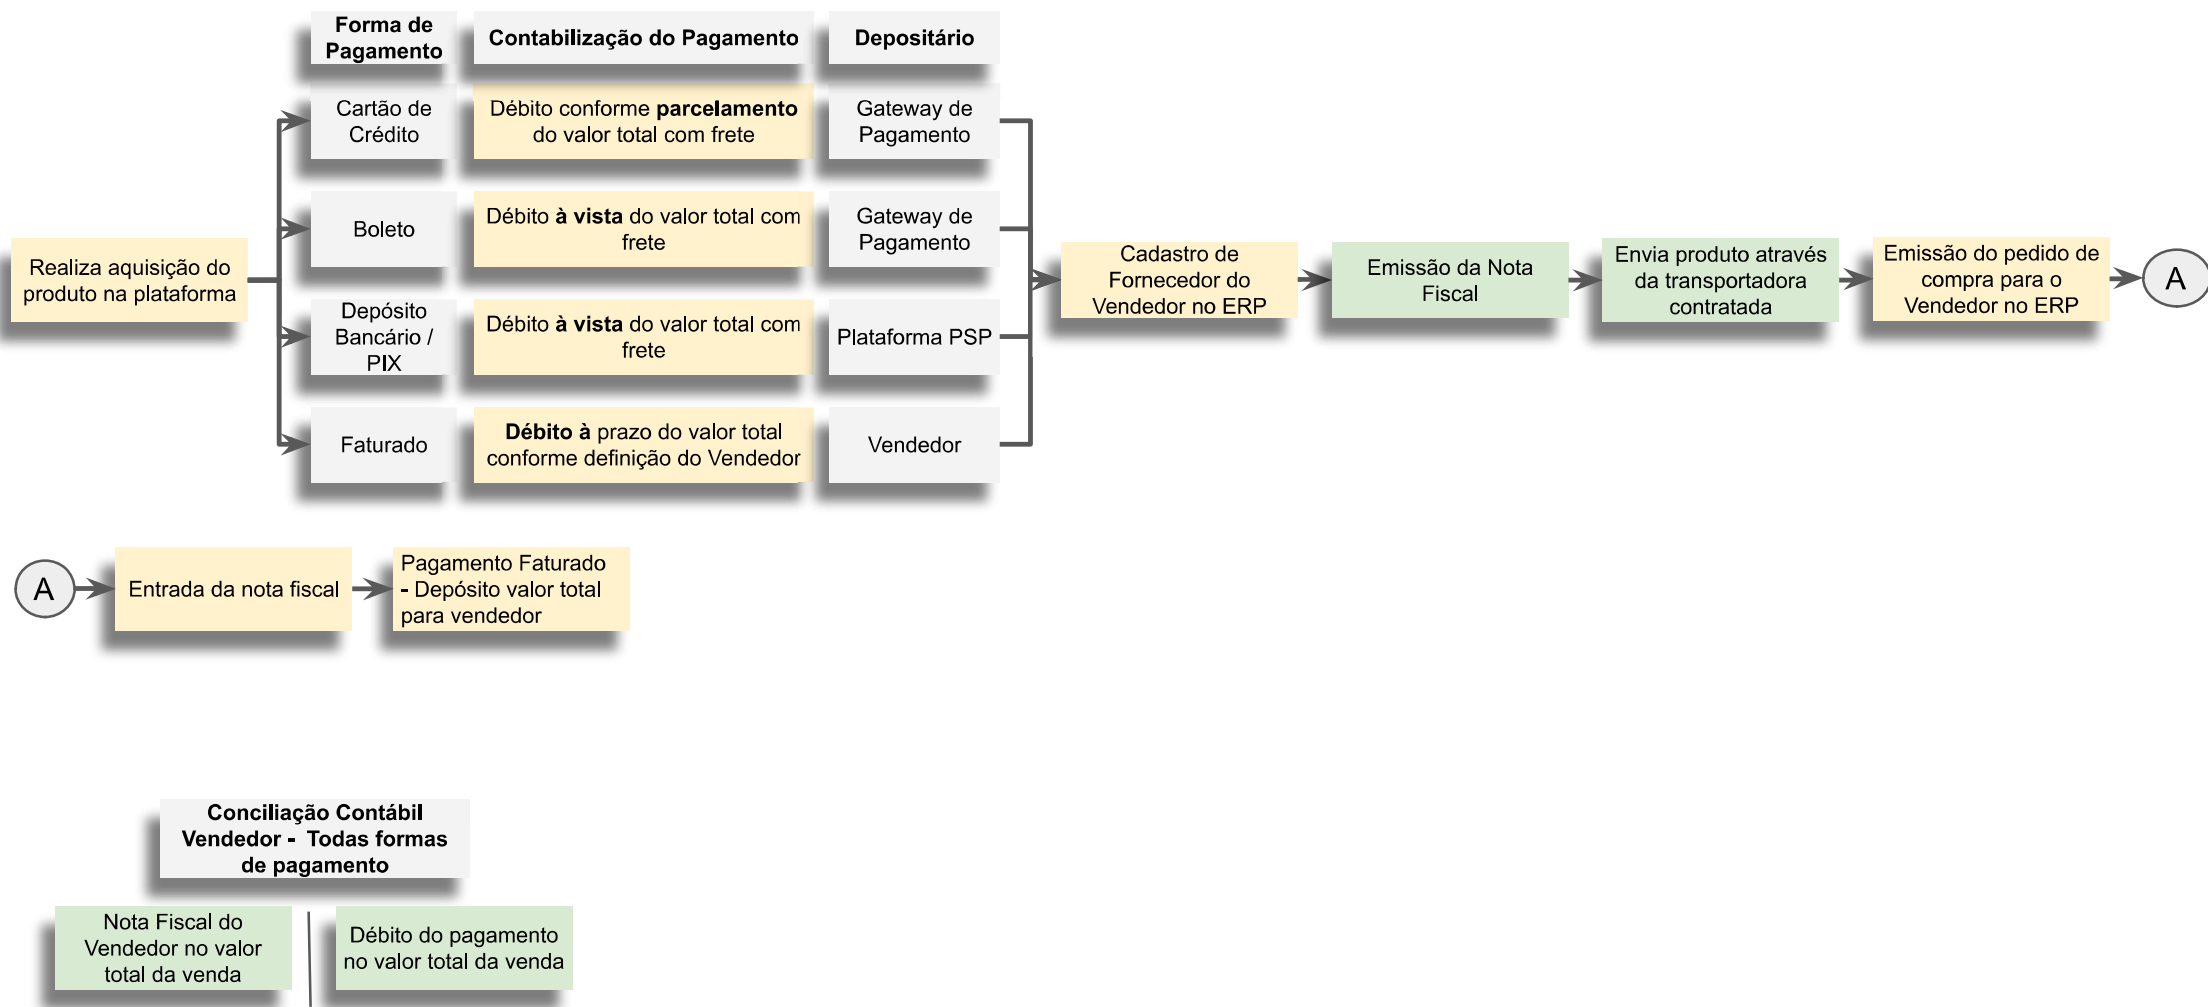 Forma de
Pagamento
Contabilização do Pagamento
Depositário
Cartão de
Crédito
Débito conforme parcelamento
do valor total com frete
Gateway de
Pagamento
Boleto
Débito à vista do valor total com
frete
Gateway de
Pagamento
Realiza aquisição do
produto na plataforma
Depósito
Bancário /
PIX
Débito à vista do valor total com
frete
Plataforma PSP
Faturado
Débito à prazo do valor total
conforme definição do Vendedor
Vendedor
Cadastro de
Fornecedor do
Vendedor no ERP
Emissão da Nota
Fiscal
Envia produto através
da transportadora
contratada
Emissão do pedido de
compra para o
Vendedor no ERP
A
A
Entrada da nota fiscal
Pagamento Faturado
- Depósito valor total
para vendedor
Conciliação Contábil
Vendedor - Todas formas
de pagamento
Nota Fiscal do
Vendedor no valor
total da venda
Débito do pagamento
no valor total da venda